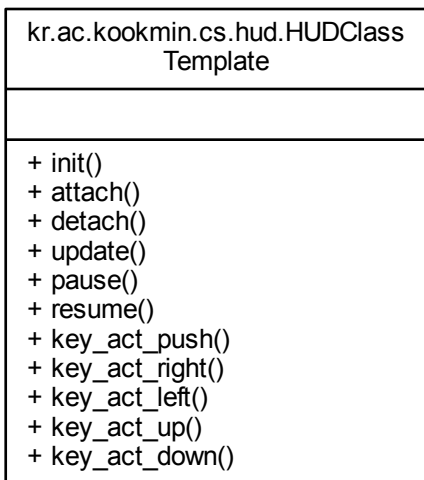 kr.ac.kookmin.cs.hud.HUDClass
Template
+ init()
+ attach()
+ detach()
+ update()
+ pause()
+ resume()
+ key_act_push()
+ key_act_right()
+ key_act_left()
+ key_act_up()
+ key_act_down()